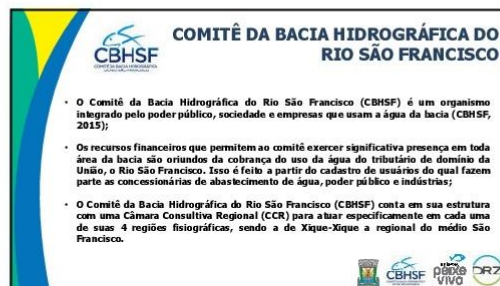 COMITÊ DA BACIA HIDROGRÁFICA DO
RIO SÃO FRANCISCO
CBHSF
• O Comitê da Bacia Hidrográfica do Rio São Francisco (CBHSF) é um organismo
integrado pelo poder público, sociedade e empresas que usam a água da bacia (CBHSF,
2015);
• Os recursos financeiros que permitem ao comitê exercer significativa presença em toda
área da bacia são oriundos da cobrança do uso da água do tributário de domínio da
União, o Rio São Francisco. Isso é feito a partir do cadastro de usuários do qual fazem
parte as concessionárias de abastecimento de água, poder público e indústrias;
• O Comitê da Bacia Hidrográfica do Rio São Francisco (CBHSF) conta em sua estrutura
com uma Câmara Consultiva Regional (CCR) para atuar especificamente em cada uma
de suas 4 regiões fisiográficas, sendo a de Xique-Xique a regional do médio São
Francisco.
CBHSF
peixe
vivo
DRZ